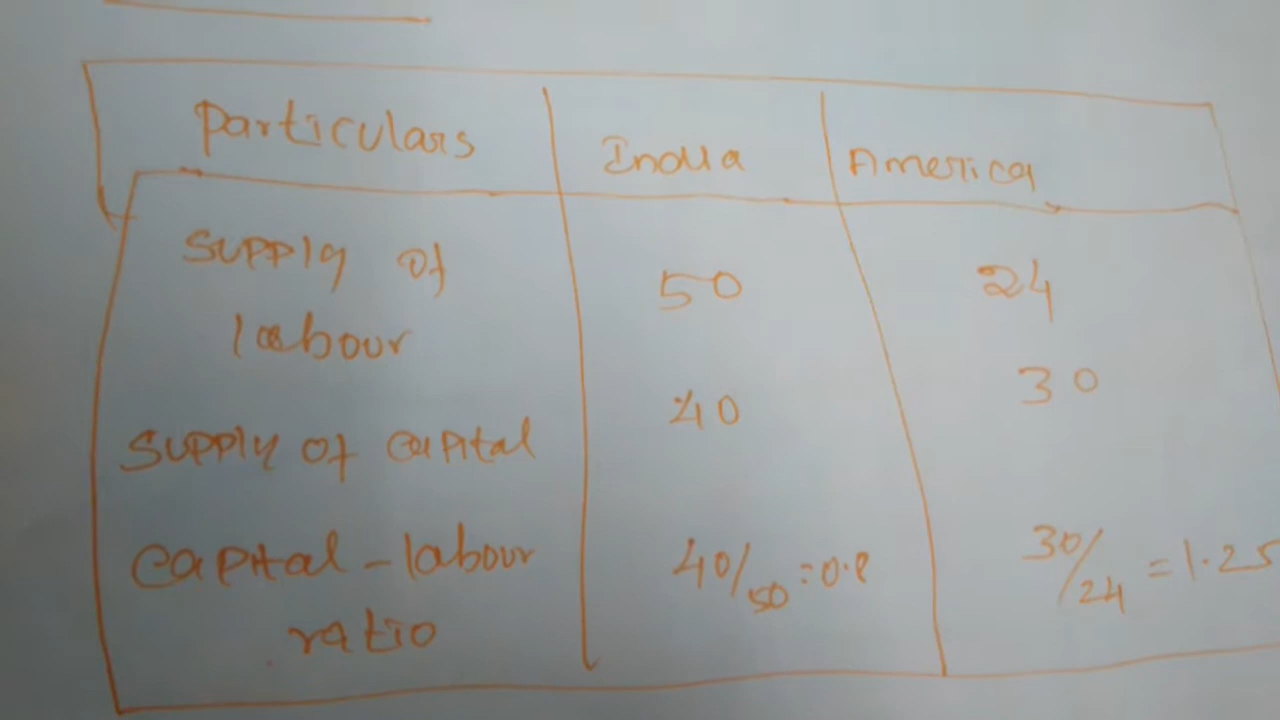 Particulars India America
Supply of labour 50 24
Supply of capital 40 30
Capital-labour ratio 40/50 = 0.8 30/24 = 1.25